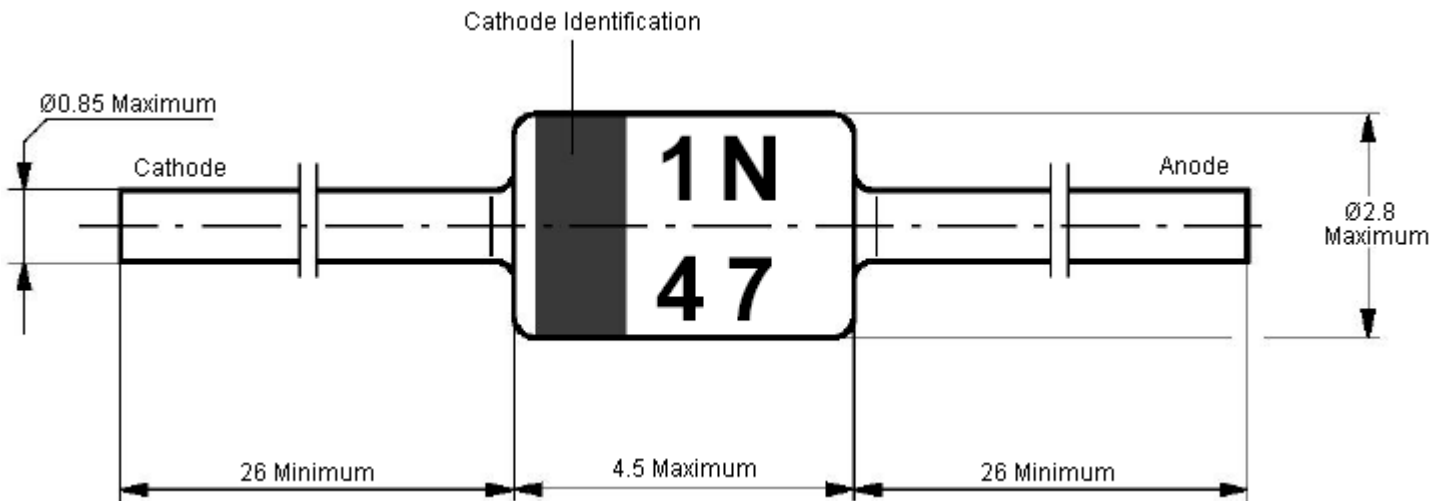 Cathode Identification
Ø0.85 Maximum
Cathode
1N
Anode
Ø2.8
Maximum
47
26 Minimum
4.5 Maximum
26 Minimum